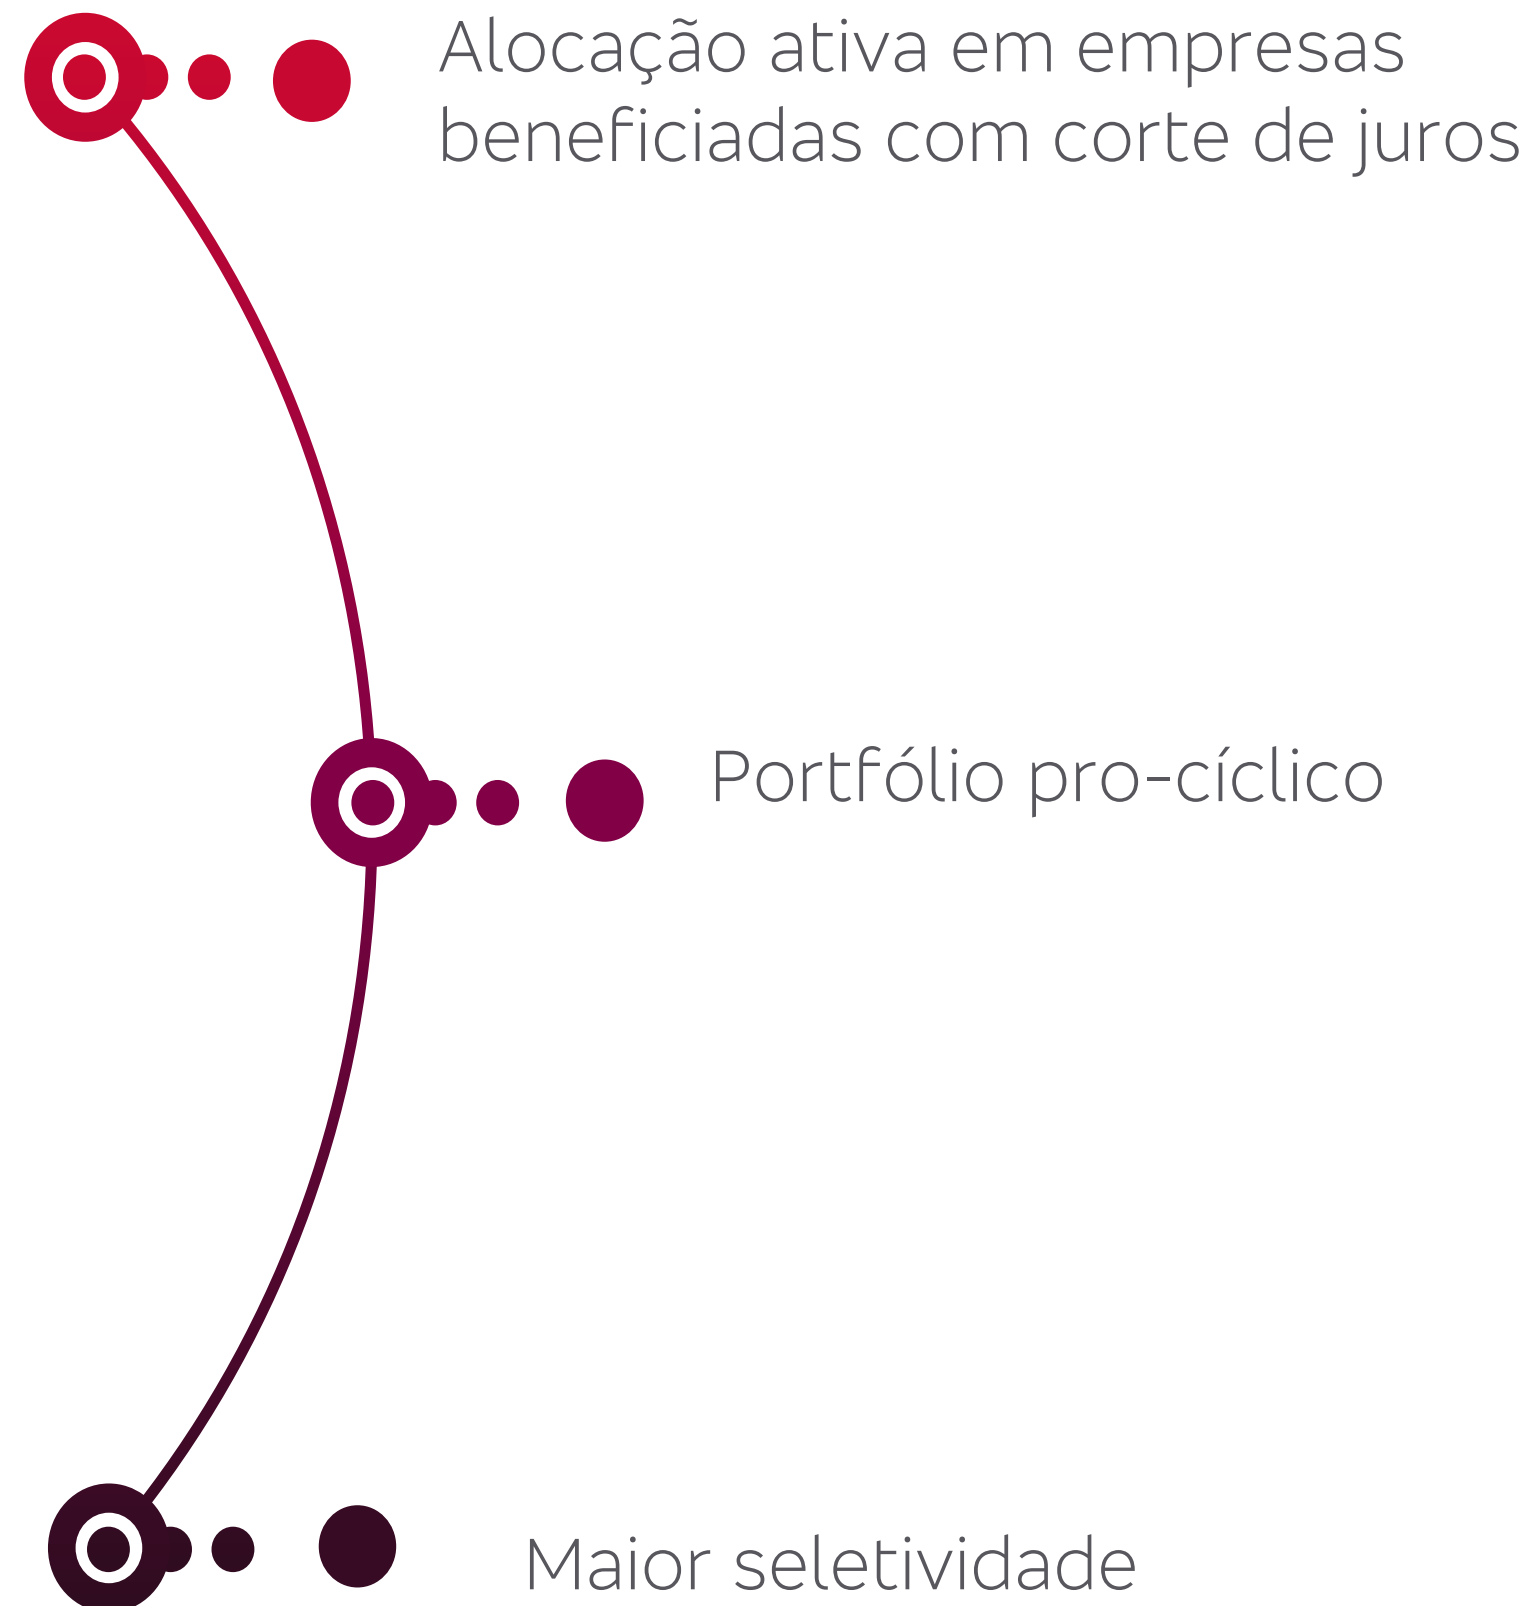 Alocação ativa em empresas
beneficiadas com corte de juros
Portfólio pro-cíclico
Maior seletividade